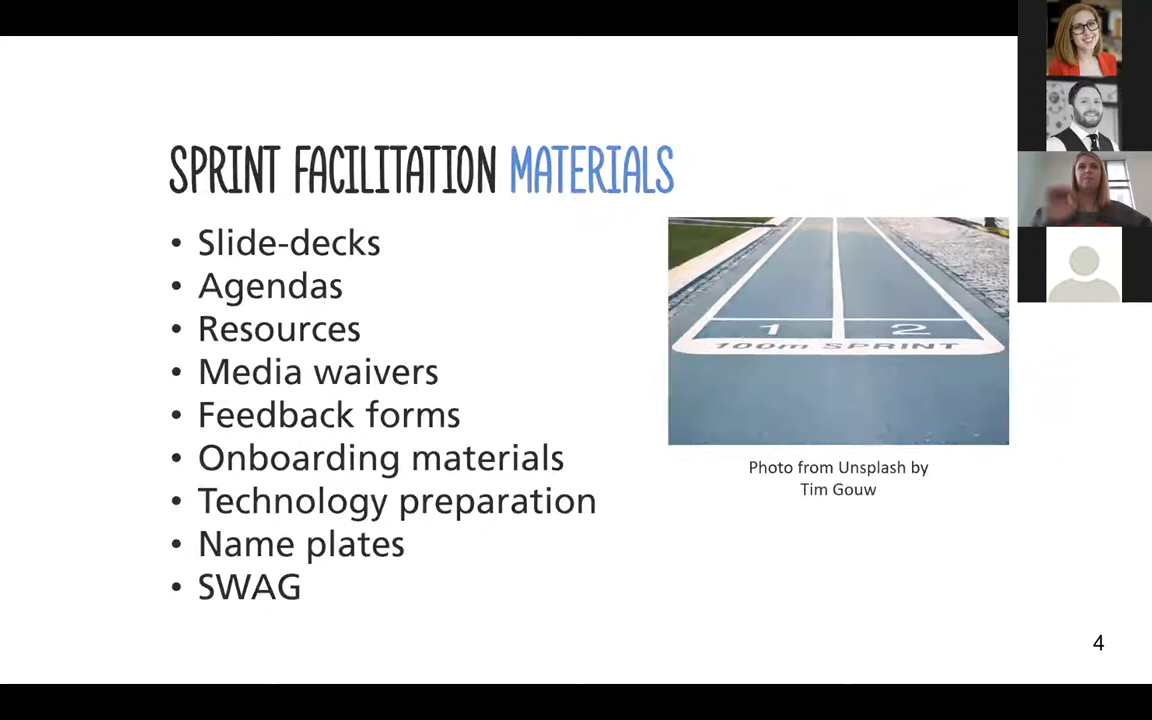 SPRINT FACILITATION MATERIALS
• Slide-decks
• Agendas
• Resources
• Media waivers
• Feedback forms
• Onboarding materials
• Technology preparation
• Name plates
• SWAG
1 2
100m SPRINT
Photo from Unsplash by
Tim Gouw
4